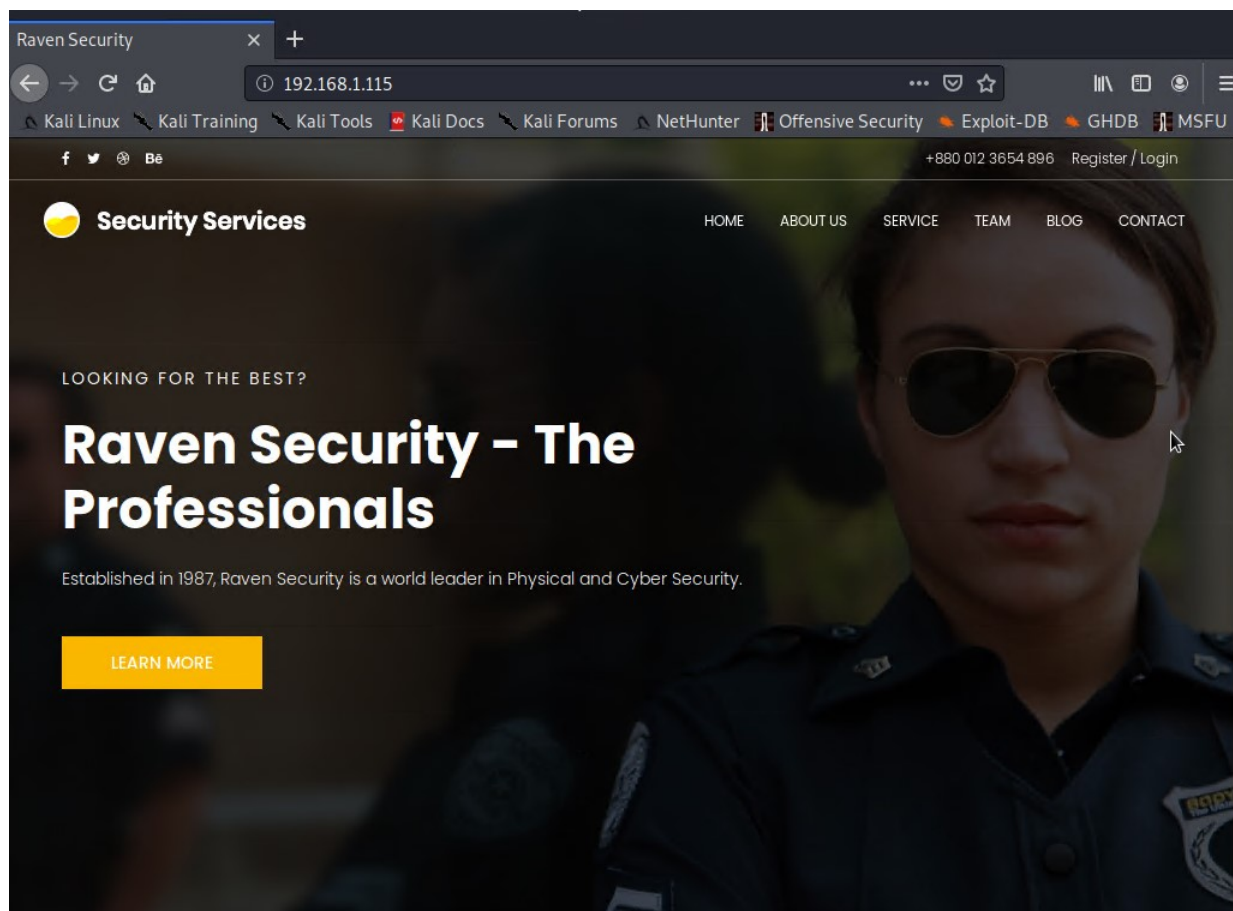 Raven Security
192.168.1.115
Kali Linux Kali Training Kali Tools Kali Docs Kali Forums NetHunter Offensive Security Exploit-DB GHDB MSFU
Bē +880 012 3654 896 Register / Login
Security Services HOME ABOUT US SERVICE TEAM BLOG CONTACT
LOOKING FOR THE BEST?
Raven Security - The
Professionals
Established in 1987, Raven Security is a world leader in Physical and Cyber Security.
LEARN MORE